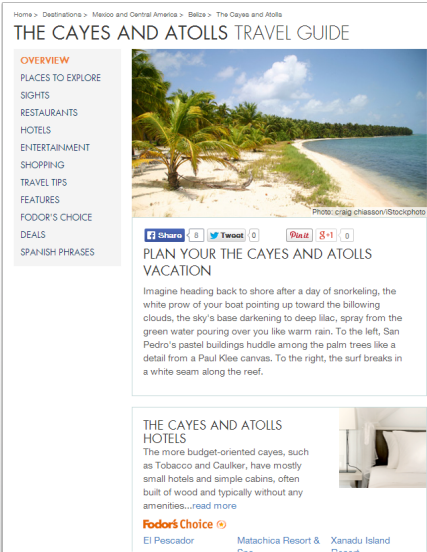 Home > Destinations > Mexico and Central America > Belize > The Cayes and Atolls
THE CAYES AND ATOLLS TRAVEL GUIDE
OVERVIEW
PLACES TO EXPLORE
SIGHTS
RESTAURANTS
HOTELS
ENTERTAINMENT
SHOPPING
TRAVEL TIPS
FEATURES
FODOR'S CHOICE
DEALS
SPANISH PHRASES
Photo: craig chiasson/iStockphoto
Share 8 Tweet 0 Pin it g+1 0
PLAN YOUR THE CAYES AND ATOLLS
VACATION
Imagine heading back to shore after a day of snorkeling, the
white prow of your boat pointing up toward the billowing
clouds, the sky's base darkening to deep lilac, spray from the
green water pouring over you like warm rain. To the left, San
Pedro's pastel buildings huddle among the palm trees like a
detail from a Paul Klee canvas. To the right, the surf breaks in
a white seam along the reef.
THE CAYES AND ATOLLS
HOTELS
The more budget-oriented cayes, such
as Tobacco and Caulker, have mostly
small hotels and simple cabins, often
built of wood and typically without any
amenities...read more
Fodor's Choice
El Pescador Matachica Resort & Xanadu Island